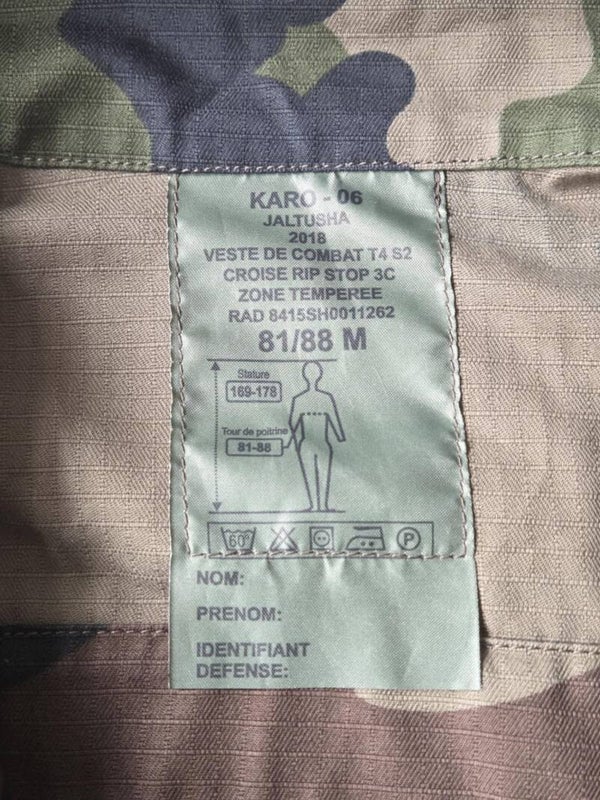 KARO - 06
JALTUSHA
2018
VESTE DE COMBAT T4 S2
CROISE RIP STOP 3C
ZONE TEMPEREE
RAD 8415SH0011262
81/88 M
Stature
169-178
Tour de poitrine
81-88
60°
P
NOM:
PRENOM:
IDENTIFIANT
DEFENSE: